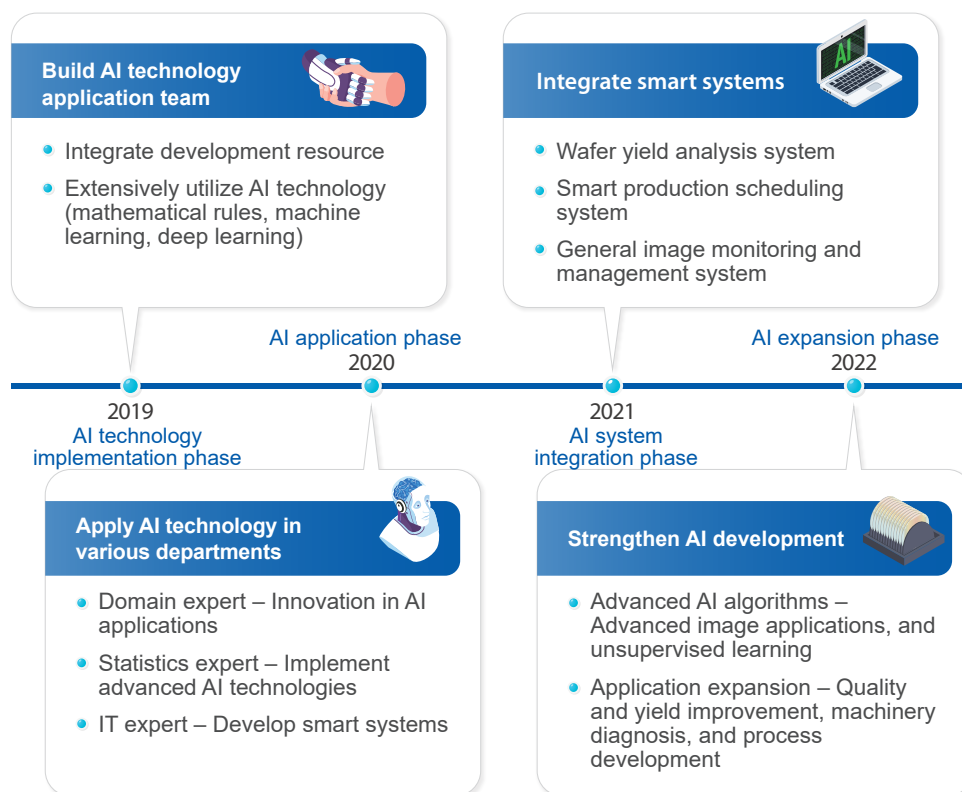 Build AI technology
application team
Integrate development resource
Extensively utilize AI technology
(mathematical rules, machine
learning, deep learning)
AI
Integrate smart systems
Wafer yield analysis system
Smart production scheduling
system
General image monitoring and
management system
2019
AI technology
implementation phase
AI application phase
2020
2021
AI system
integration phase
AI expansion phase
2022
Apply AI technology in
various departments
Domain expert – Innovation in AI
applications
Statistics expert – Implement
advanced AI technologies
IT expert – Develop smart systems
Strengthen AI development
Advanced AI algorithms –
Advanced image applications, and
unsupervised learning
Application expansion – Quality
and yield improvement, machinery
diagnosis, and process
development